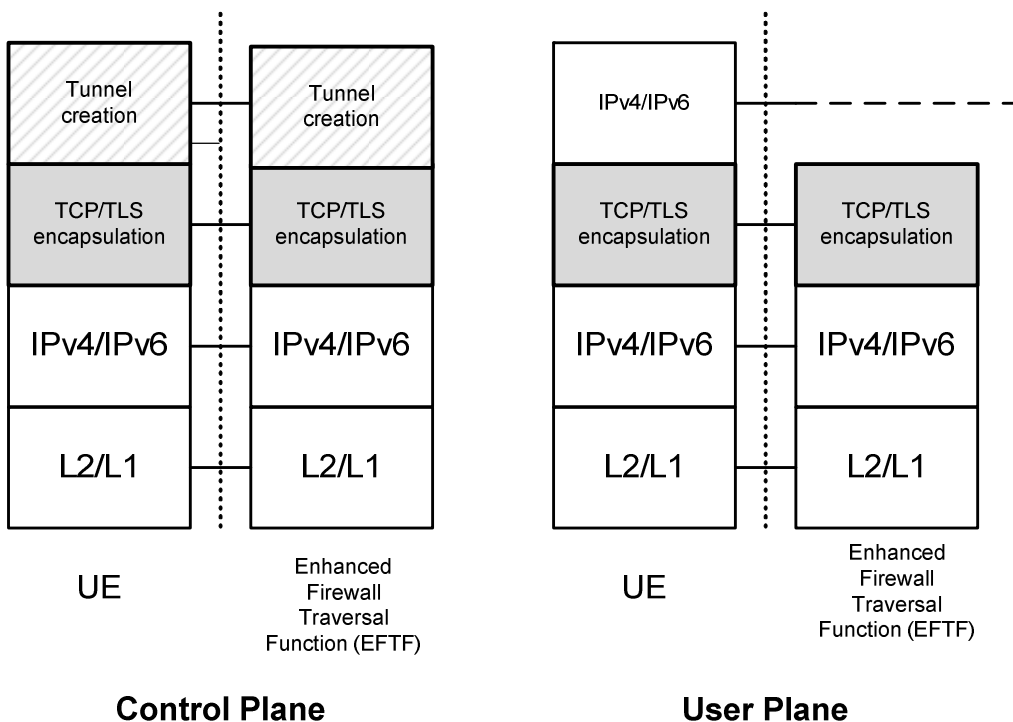 Tunnel
creation
Tunnel
creation
TCP/TLS
encapsulation
TCP/TLS
encapsulation
IPv4/IPv6
IPv4/IPv6
L2/L1
L2/L1
UE
Enhanced
Firewall
Traversal
Function (EFTF)
Control Plane
IPv4/IPv6
TCP/TLS
encapsulation
TCP/TLS
encapsulation
IPv4/IPv6
IPv4/IPv6
L2/L1
L2/L1
UE
Enhanced
Firewall
Traversal
Function (EFTF)
User Plane